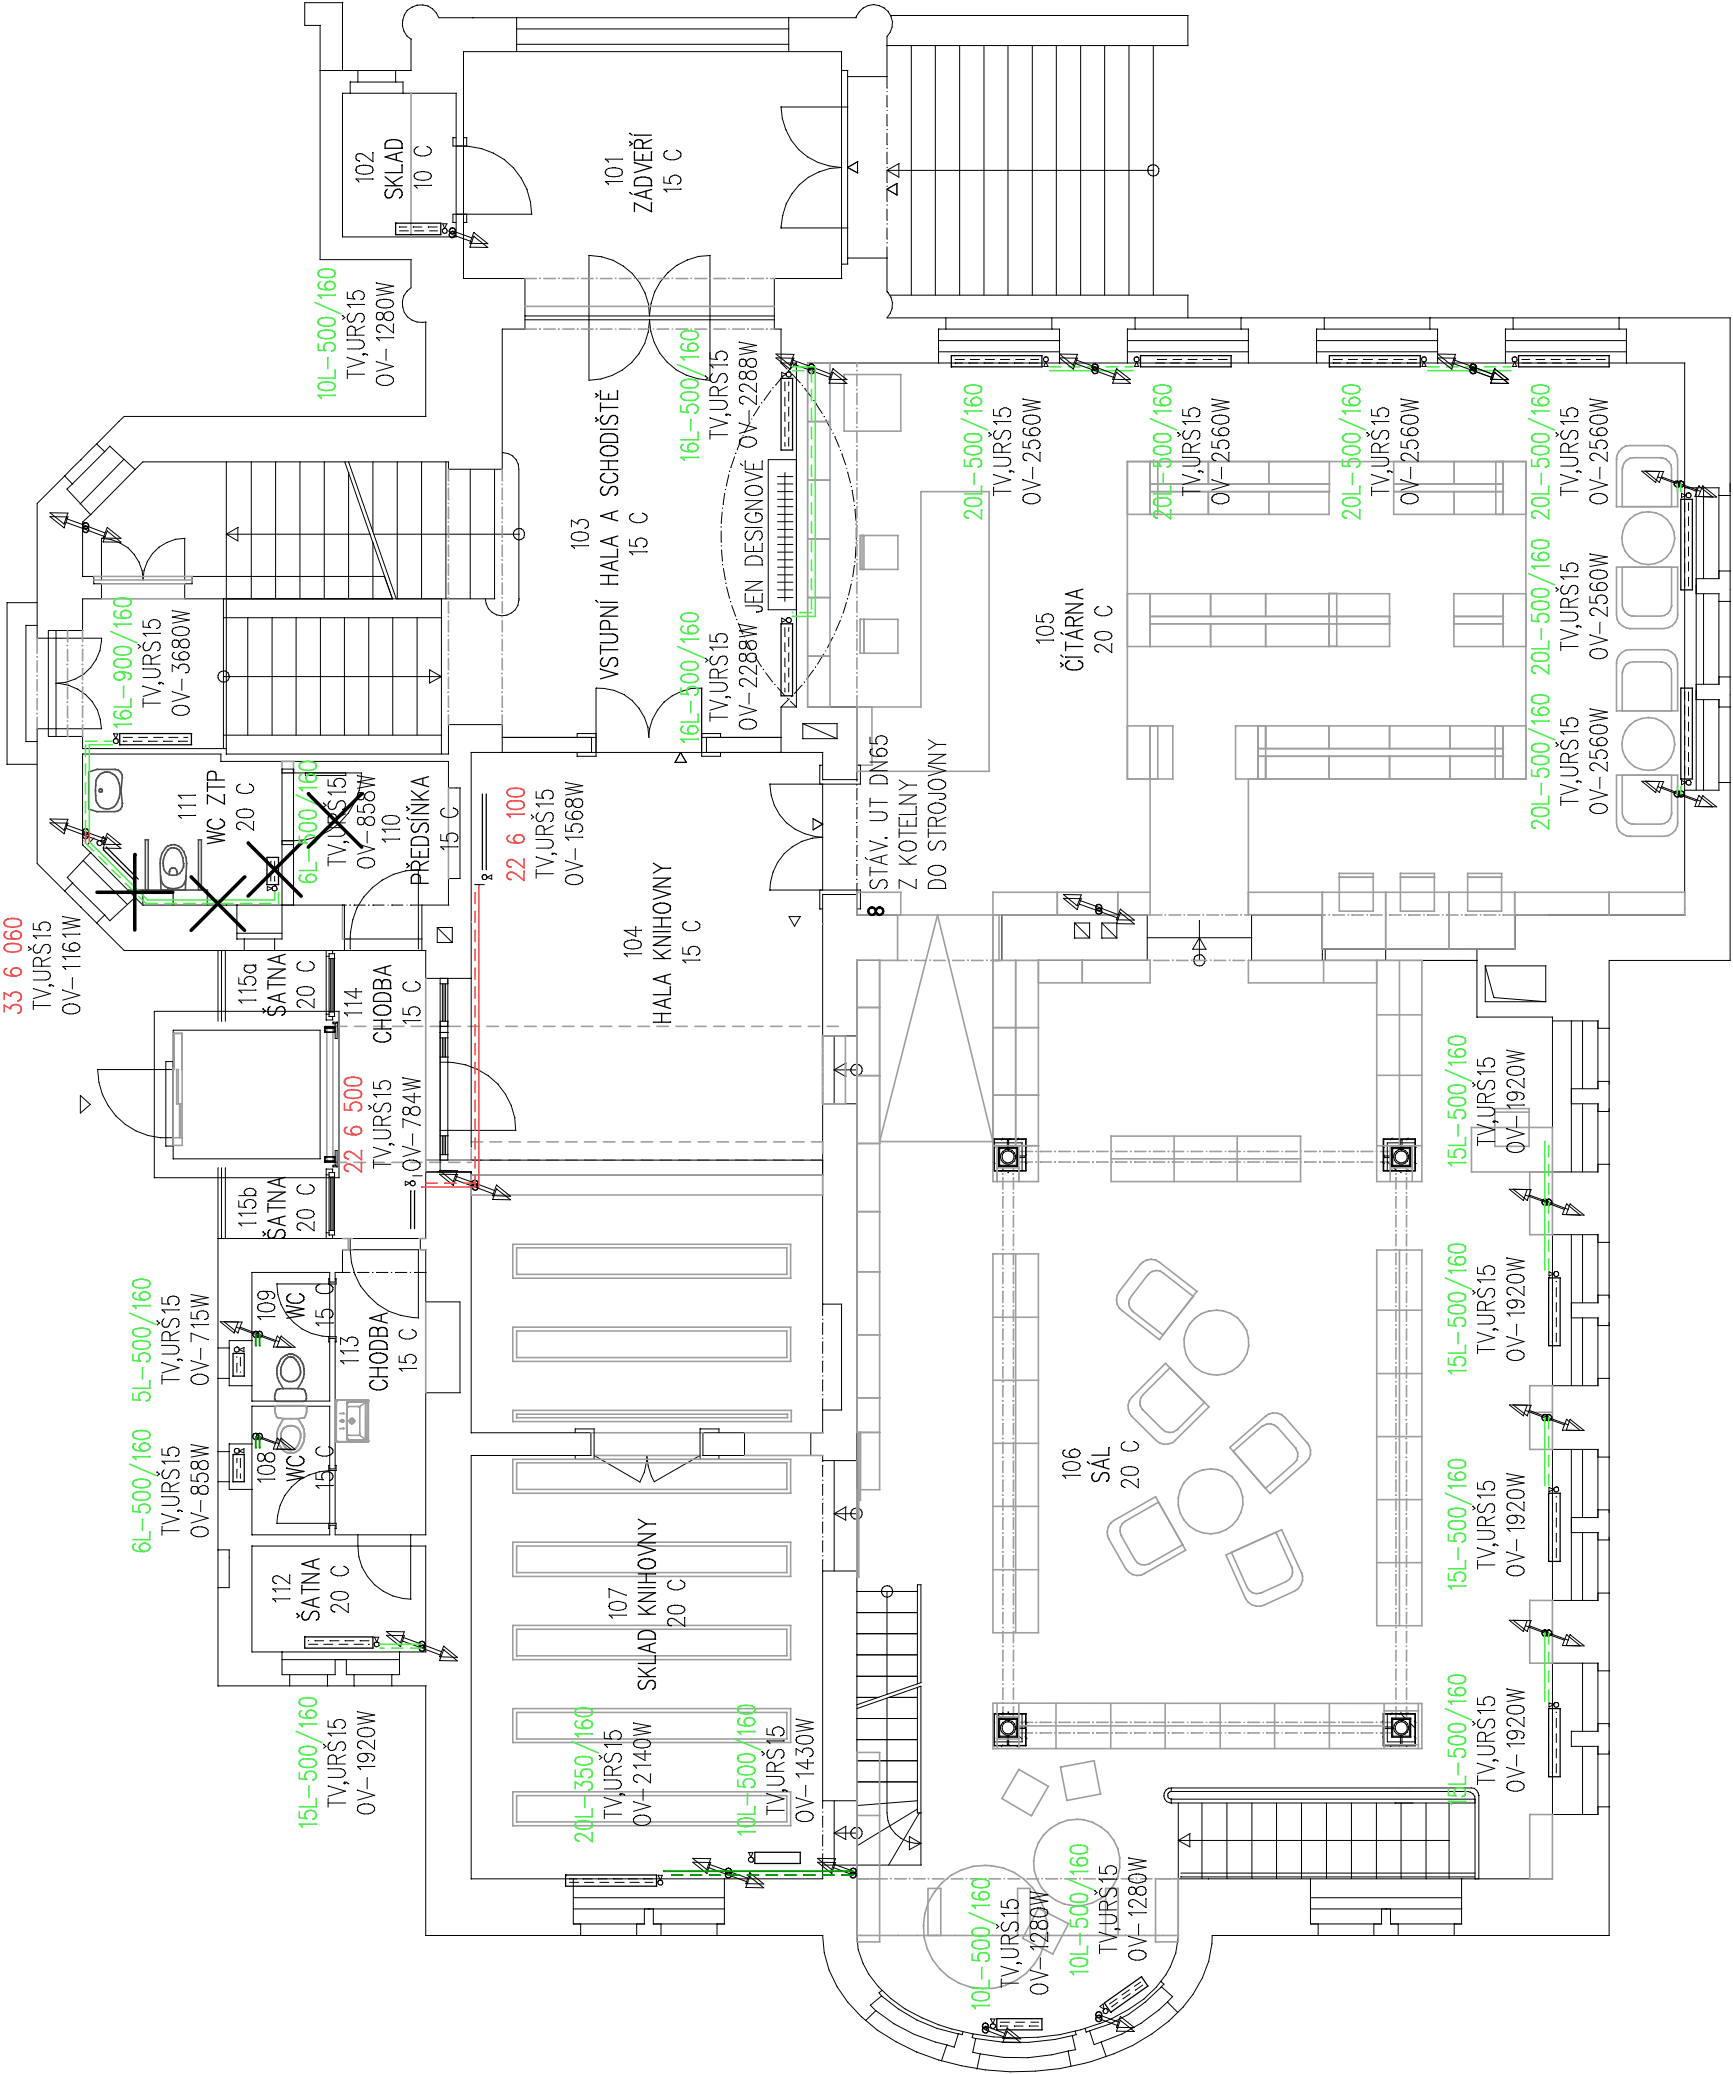 102
SKLAD
10 C
101
ZÁDVEŘÍ
15 C
10L-500/160
TV,URŠ15
OV-1280W
16L-500/160
TV,URŠ15
OV-2288W
103
VSTUPNÍ HALA A SCHODIŠTĚ
15 C
JEN DESIGNOVÉ
16L-500/160
TV,URŠ15
OV-2288W
20L-500/160
TV,URŠ15
OV-2560W
20L-500/160
TV,URŠ15
OV-2560W
20L-500/160
TV,URŠ15
OV-2560W
20L-500/160
TV,URŠ15
OV-2560W
20L-500/160
TV,URŠ15
OV-2560W
20L-500/160
TV,URŠ15
OV-2560W
105
ČÍTÁRNA
20 C
16L-900/160
TV,URŠ15
OV-3680W
111
WC ZTP
20 C
6L-500/160
TV,URŠ15
OV-858W
110
PŘEDSÍŇKA
15 C
22 6 100
TV,URŠ15
OV-1568W
STÁV. UT DN65
Z KOTELNY
DO STROJOVNY
8
33 6 060
TV,URŠ15
OV-1161W
115a
ŠATNA
20 C
114
CHODBA
15 C
104
HALA KNIHOVNY
15 C
22 6 500
TV,URŠ15
OV-784W
115b
ŠATNA
20 C
5L-500/160
TV,URŠ15
OV-715W
109
WC
15 C
113
CHODBA
15 C
6L-500/160
TV,URŠ15
OV-858W
108
WC
15 C
112
ŠATNA
20 C
15L-500/160
TV,URŠ15
OV-1920W
107
SKLAD KNIHOVNY
20 C
20L-350/160
TV,URŠ15
OV-2140W
10L-500/160
TV,URŠ15
OV-1430W
106
SÁL
20 C
15L-500/160
TV,URŠ15
OV-1920W
15L-500/160
TV,URŠ15
OV-1920W
15L-500/160
TV,URŠ15
OV-1920W
15L-500/160
TV,URŠ15
OV-1920W
10L-500/160
TV,URŠ15
OV-1280W
10L-500/160
TV,URŠ15
OV-1280W